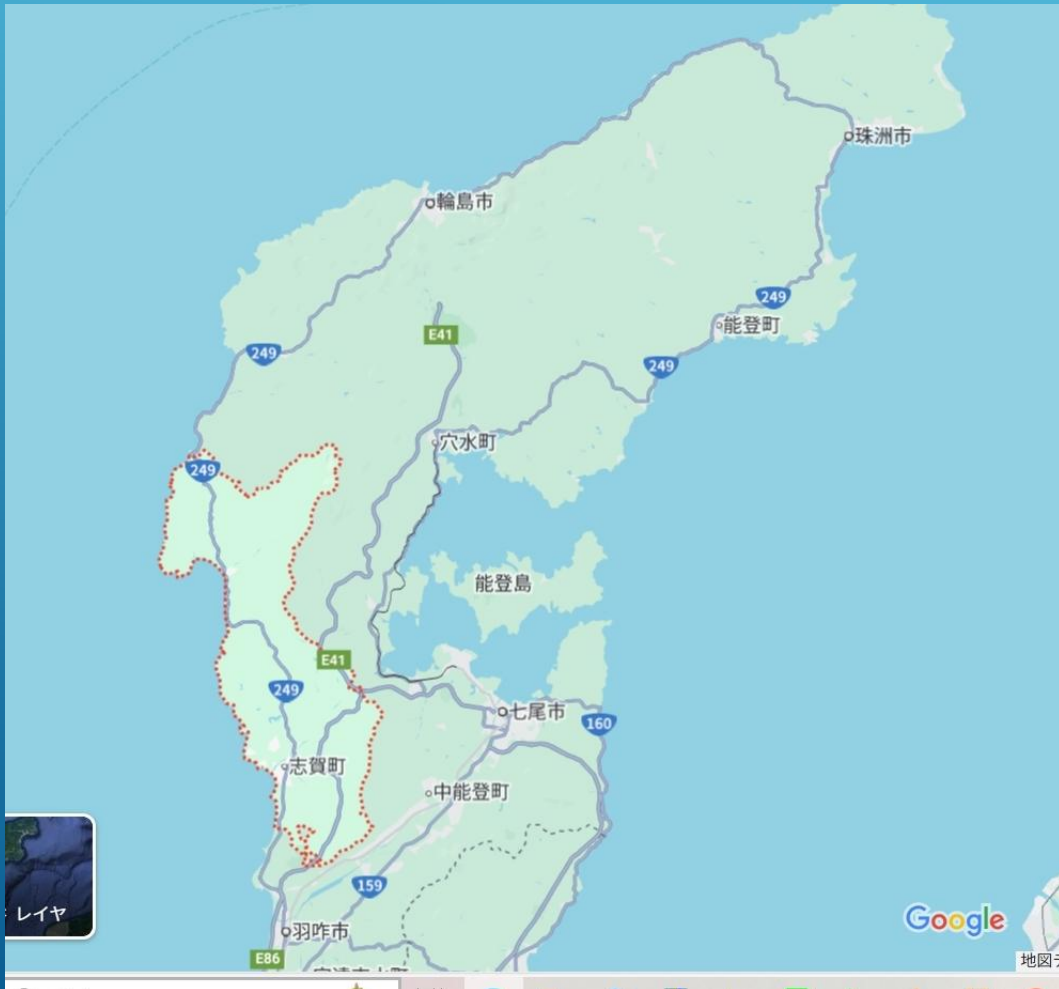 珠洲市
輪島市
249
能登町
E41
249
249
穴水町
249
能登島
E41
249
七尾市
160
志賀町
中能登町
レイヤ
159
Google
羽咋市
E86
地図デ